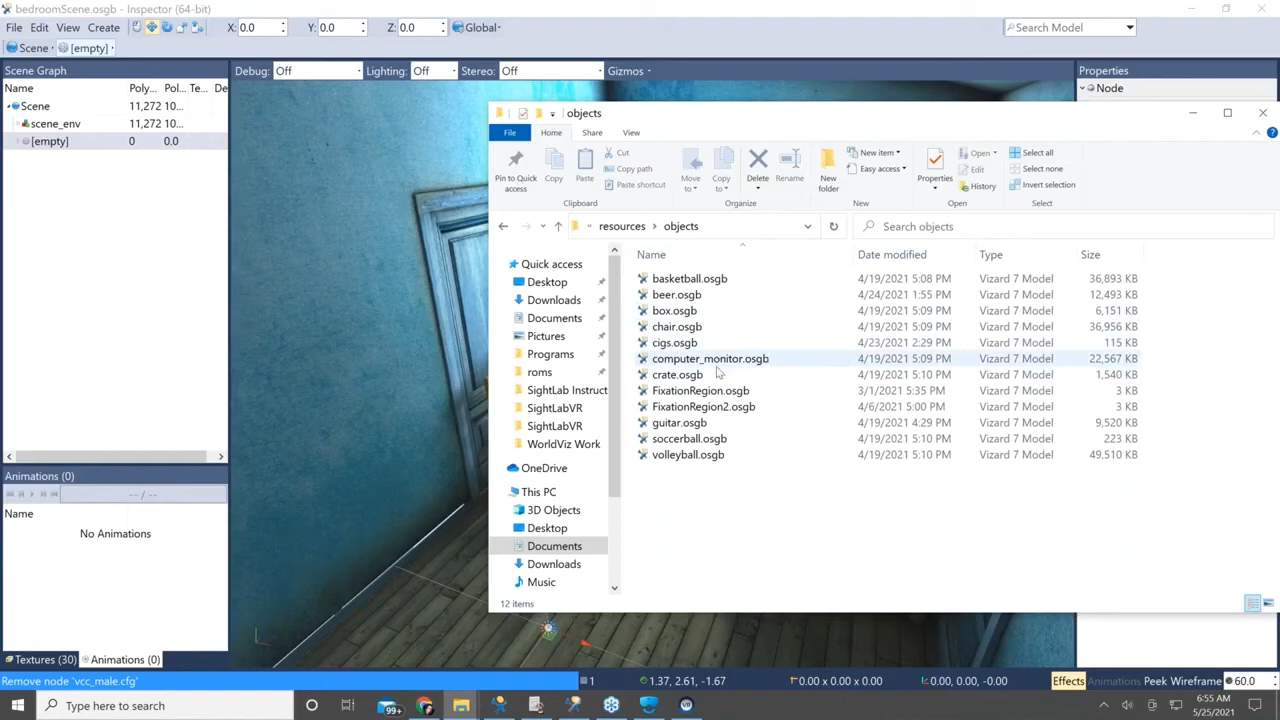 bedroomScene.osgb - Inspector (64-bit)
File Edit View Create X: 0.0 Y: 0.0 Z: 0.0 Global Search Model
Scene [empty]
Scene Graph Debug: Off Lighting: Off Stereo: Off Gizmos Properties
Name Poly... Poly... Te... De
Node
Scene 11,272 10...
scene_env 11,272 10...
[empty] 0 0.0
objects
File Home Share View
Pin to Quick access
Copy
Paste
Cut
Copy path
Paste shortcut
Clipboard
Move to
Copy to
Delete
Rename
Organize
New folder
New item
Easy access
New
Properties
Open
Edit
History
Open
Select all
Select none
Invert selection
Select
« resources > objects
Search objects
Name Date modified Type Size
basketball.osgb 4/19/2021 5:08 PM Vizard 7 Model 36,893 KB
beer.osgb 4/24/2021 1:55 PM Vizard 7 Model 12,493 KB
box.osgb 4/19/2021 5:09 PM Vizard 7 Model 6,151 KB
chair.osgb 4/19/2021 5:09 PM Vizard 7 Model 36,956 KB
cigs.osgb 4/23/2021 2:29 PM Vizard 7 Model 115 KB
computer_monitor.osgb 4/19/2021 5:09 PM Vizard 7 Model 22,567 KB
crate.osgb 4/19/2021 5:10 PM Vizard 7 Model 1,540 KB
FixationRegion.osgb 3/1/2021 5:35 PM Vizard 7 Model 3 KB
FixationRegion2.osgb 4/6/2021 5:00 PM Vizard 7 Model 3 KB
guitar.osgb 4/19/2021 4:29 PM Vizard 7 Model 9,520 KB
soccerball.osgb 4/19/2021 5:10 PM Vizard 7 Model 223 KB
volleyball.osgb 4/19/2021 5:10 PM Vizard 7 Model 49,510 KB
Quick access
Desktop
Downloads
Documents
Pictures
Programs
roms
SightLab Instruct
SightLabVR
SightLabVR
WorldViz Work
OneDrive
This PC
3D Objects
Desktop
Documents
Downloads
Music
12 items
Animations (0)
-- / --
Name
No Animations
Textures (30) Animations (0)
Remove node 'vcc_male.cfg' 1 1.37, 2.61, -1.67 0.00 x 0.00 x 0.00 0.00, 0.00, -0.00 Effects Animations Peek Wireframe 60.0
Type here to search
99+
6:55 AM
5/25/2021